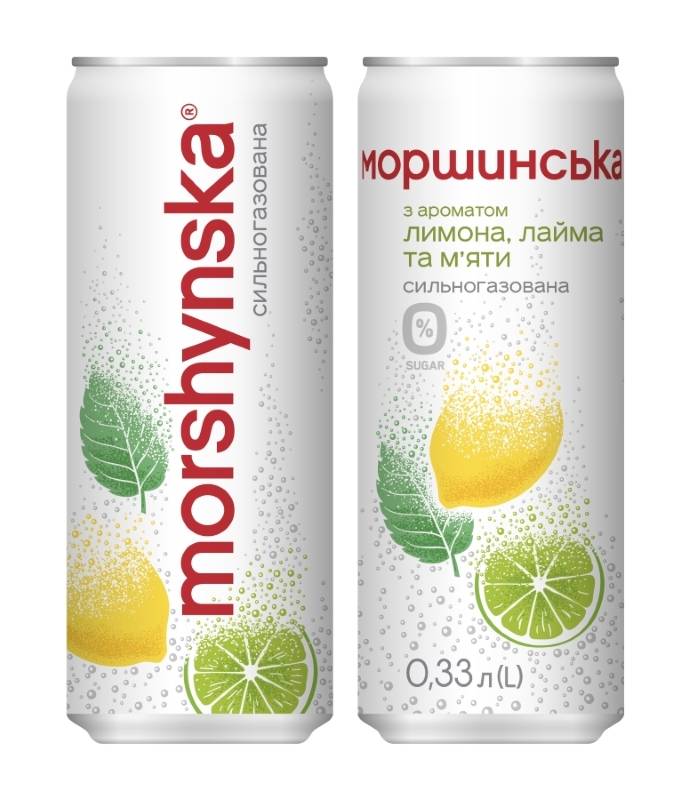 morshynska®
сильногазована
моршинська
з ароматом
лимона, лайма
та м'яти
сильногазована
0%
SUGAR
0,33 л (L)